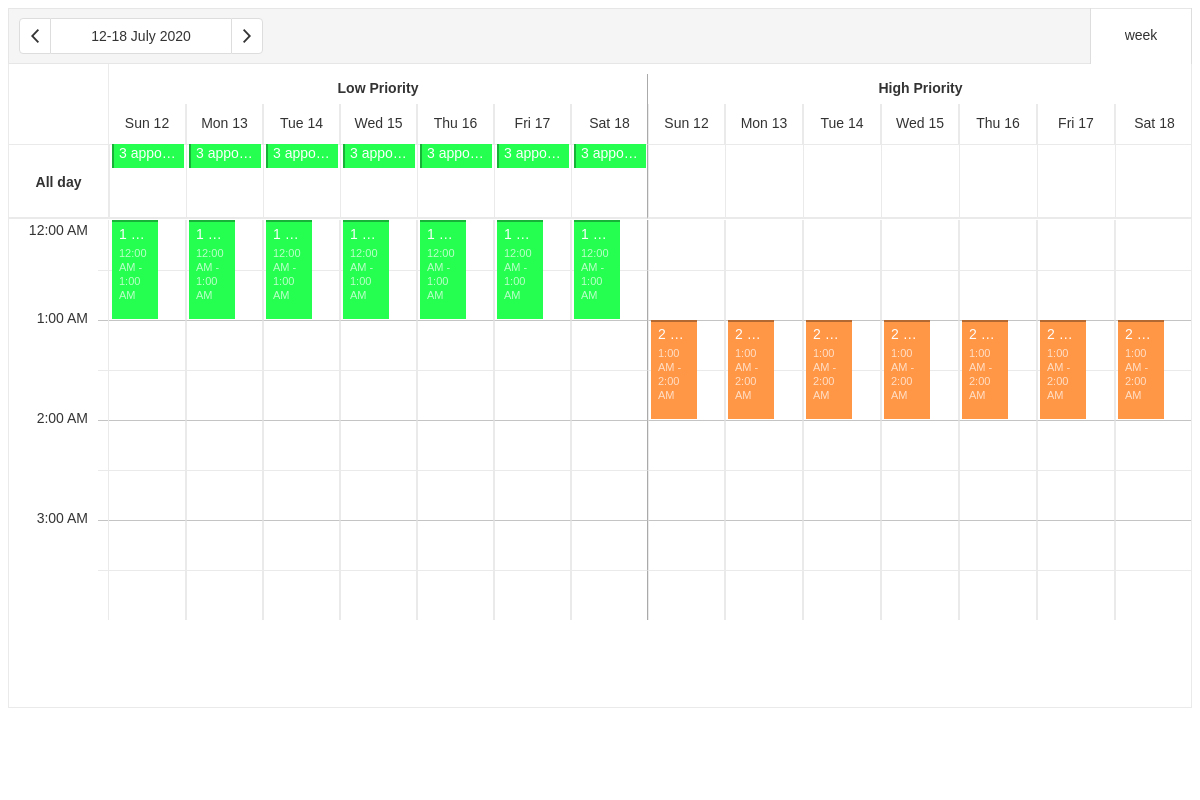 12-18 July 2020
week
Low Priority
High Priority
Sun 12 Mon 13 Tue 14 Wed 15 Thu 16 Fri 17 Sat 18 Sun 12 Mon 13 Tue 14 Wed 15 Thu 16 Fri 17 Sat 18
All day
3 appo… 3 appo… 3 appo… 3 appo… 3 appo… 3 appo… 3 appo…
12:00 AM
1 … 1 … 1 … 1 … 1 … 1 … 1 …
12:00 12:00 12:00 12:00 12:00 12:00 12:00
AM - AM - AM - AM - AM - AM - AM -
1:00 1:00 1:00 1:00 1:00 1:00 1:00
AM AM AM AM AM AM AM
1:00 AM
2 … 2 … 2 … 2 … 2 … 2 … 2 …
1:00 1:00 1:00 1:00 1:00 1:00 1:00
AM - AM - AM - AM - AM - AM - AM -
2:00 2:00 2:00 2:00 2:00 2:00 2:00
AM AM AM AM AM AM AM
2:00 AM
3:00 AM